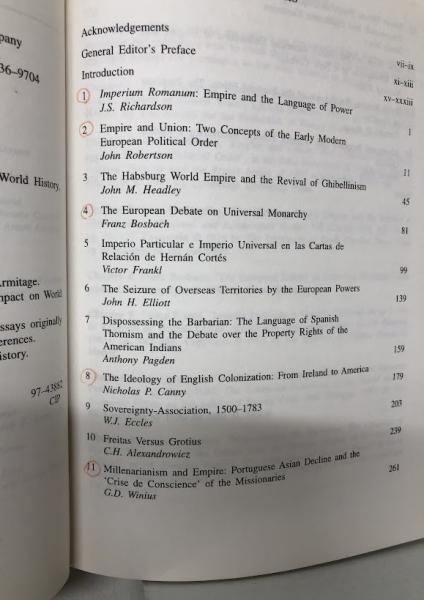 pany
36-9704
World History,
Armitage.
mpact on World
ssays originally
erences.
istory.
97-43882
CIP
Acknowledgements
vii-ix
General Editor's Preface
xi-xiii
Introduction
xv-xxxiii
1 Imperium Romanum: Empire and the Language of Power
J.S. Richardson
1
2 Empire and Union: Two Concepts of the Early Modern
European Political Order
John Robertson
11
3 The Habsburg World Empire and the Revival of Ghibellinism
John M. Headley
45
4 The European Debate on Universal Monarchy
Franz Bosbach
81
5 Imperio Particular e Imperio Universal en las Cartas de
Relación de Hernán Cortés
Victor Frankl
99
6 The Seizure of Overseas Territories by the European Powers
John H. Elliott
139
7 Dispossessing the Barbarian: The Language of Spanish
Thomism and the Debate over the Property Rights of the
American Indians
Anthony Pagden
159
8 The Ideology of English Colonization: From Ireland to America
Nicholas P. Canny
179
9 Sovereignty-Association, 1500–1783
W.J. Eccles
203
10 Freitas Versus Grotius
C.H. Alexandrowicz
239
11 Millenarianism and Empire: Portuguese Asian Decline and the
'Crise de Conscience' of the Missionaries
G.D. Winius
261